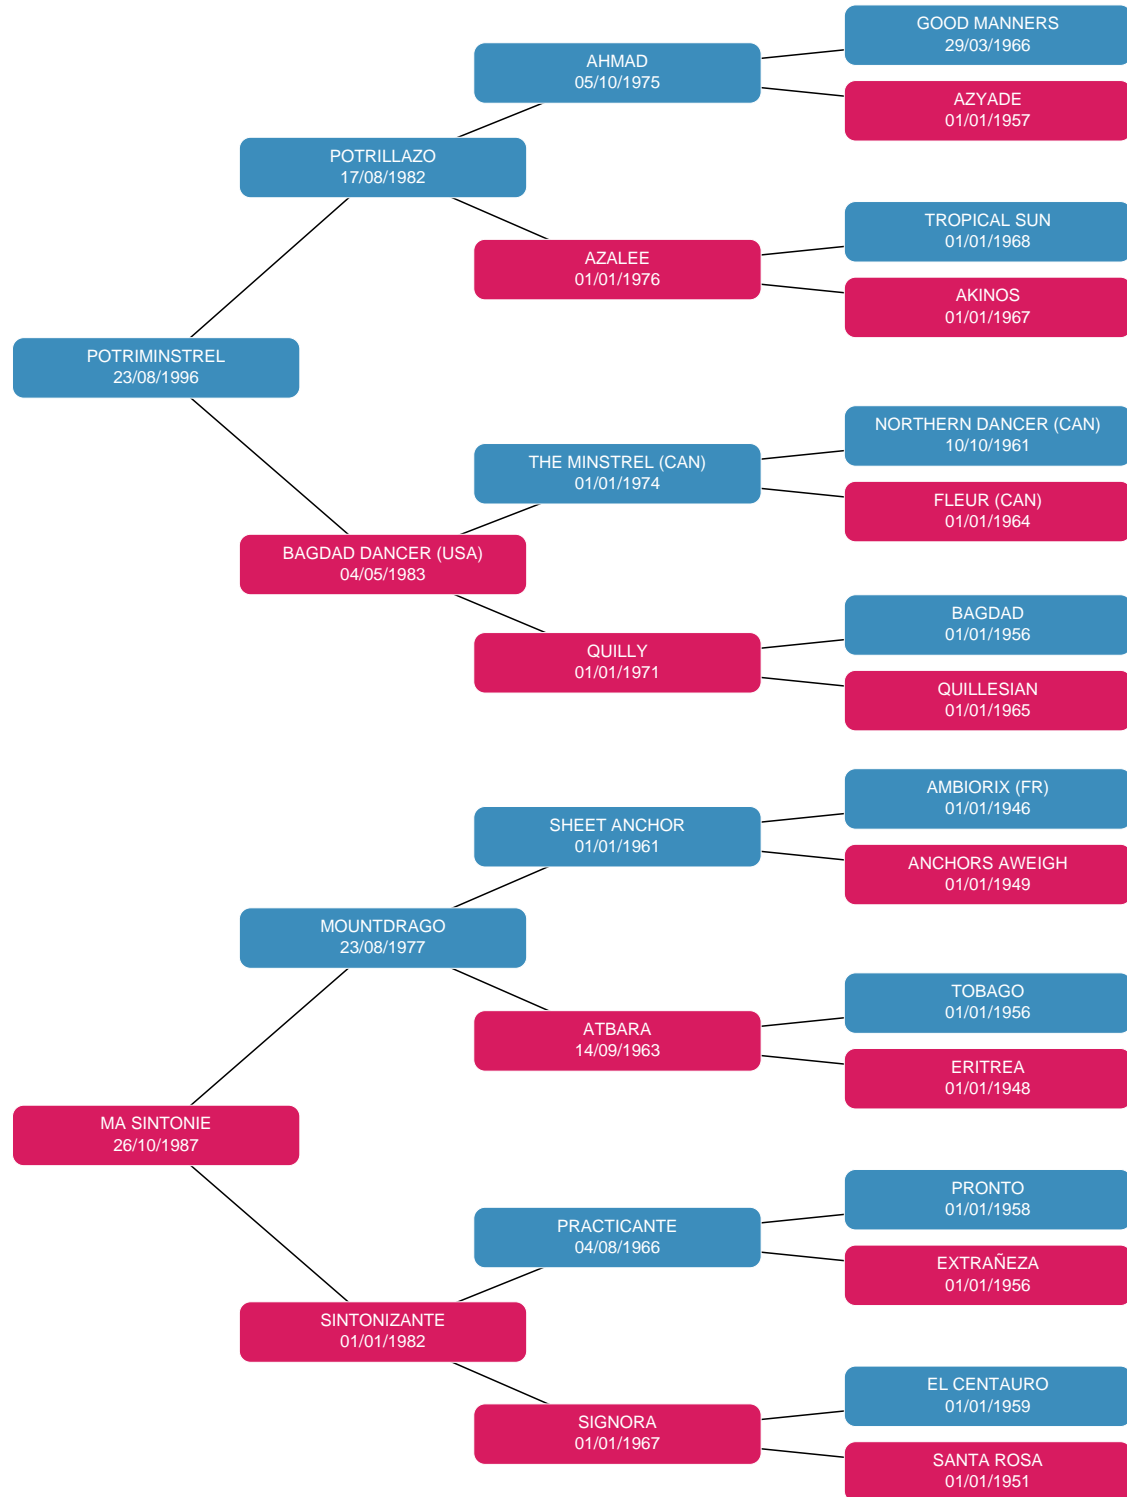 GOOD MANNERS
29/03/1966
AHMAD
05/10/1975
AZYADE
01/01/1957
POTRILLAZO
17/08/1982
TROPICAL SUN
01/01/1968
AZALEE
01/01/1976
AKINOS
01/01/1967
POTRIMINSTREL
23/08/1996
NORTHERN DANCER (CAN)
10/10/1961
THE MINSTREL (CAN)
01/01/1974
FLEUR (CAN)
01/01/1964
BAGDAD DANCER (USA)
04/05/1983
BAGDAD
01/01/1956
QUILLY
01/01/1971
QUILLESIAN
01/01/1965
AMBIORIX (FR)
01/01/1946
SHEET ANCHOR
01/01/1961
ANCHORS AWEIGH
01/01/1949
MOUNTDRAGO
23/08/1977
TOBAGO
01/01/1956
ATBARA
14/09/1963
ERITREA
01/01/1948
MA SINTONIE
26/10/1987
PRONTO
01/01/1958
PRACTICANTE
04/08/1966
EXTRAÑEZA
01/01/1956
SINTONIZANTE
01/01/1982
EL CENTAURO
01/01/1959
SIGNORA
01/01/1967
SANTA ROSA
01/01/1951